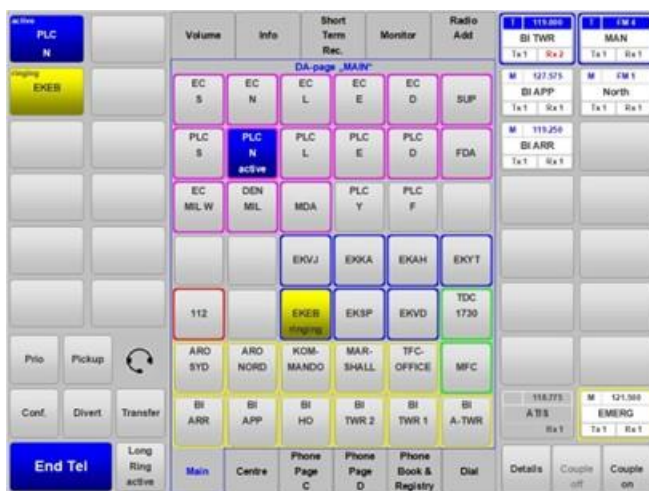 active
PLC
N
ringing
EKEB
Prio
Pickup
Conf.
Divert
Transfer
End Tel
Long
Ring
active
Volume
Info
Short
Term
Rec.
Monitor
Radio
Add
DA-page „MAIN“
EC
S
EC
N
EC
L
EC
E
EC
D
SUP
PLC
S
PLC
N
active
PLC
L
PLC
E
PLC
D
FDA
EC
MIL W
DEN
MIL
MDA
PLC
Y
PLC
F
EKVJ
EKKA
EKAH
EKYT
112
EKEB
ringing
EKSP
EKVD
TDC
1730
ARO
SYD
ARO
NORD
KOM-
MANDO
MAR-
SHALL
TFC-
OFFICE
MFC
BI
ARR
BI
APP
BI
HO
BI
TWR 2
BI
TWR 1
BI
A-TWR
Main
Centre
Phone
Page
C
Phone
Page
D
Phone
Book &
Registry
Dial
T 119.000
BI TWR
Tx 1 Rx 2
T FM 4
MAN
Tx 1 Rx 1
M 127.575
BI APP
Tx 1 Rx 1
M FM 1
North
Tx 1 Rx 1
M 119.250
BI ARR
Tx 1 Rx 1
118.775
ATIS
Rx 1
M 121.500
EMERG
Tx 1 Rx 1
Details
Couple
off
Couple
on